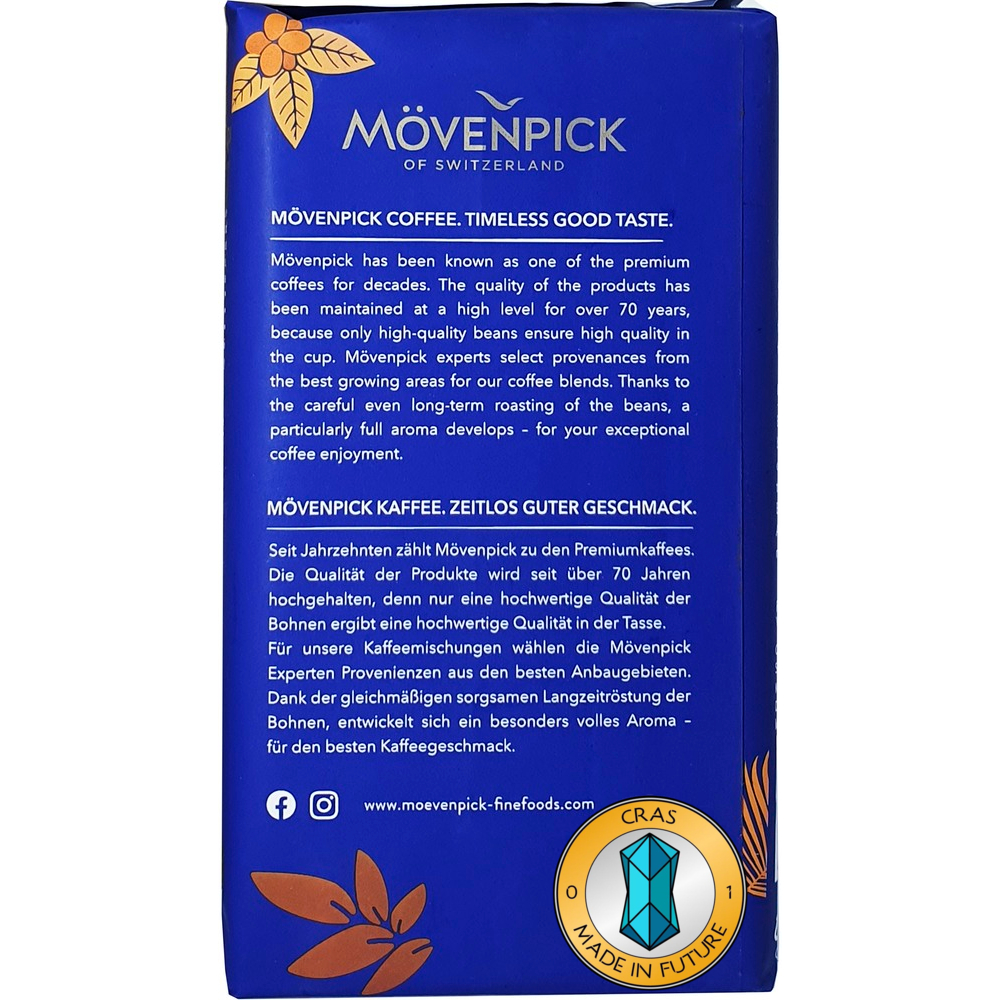 MÖVENPICK
OF SWITZERLAND
MÖVENPICK COFFEE. TIMELESS GOOD TASTE.
Mövenpick has been known as one of the premium
coffees for decades. The quality of the products has
been maintained at a high level for over 70 years,
because only high-quality beans ensure high quality in
the cup. Mövenpick experts select provenances from
the best growing areas for our coffee blends. Thanks to
the careful even long-term roasting of the beans, a
particularly full aroma develops – for your exceptional
coffee enjoyment.
MÖVENPICK KAFFEE. ZEITLOS GUTER GESCHMACK.
Seit Jahrzehnten zählt Mövenpick zu den Premiumkaffees.
Die Qualität der Produkte wird seit über 70 Jahren
hochgehalten, denn nur eine hochwertige Qualität der
Bohnen ergibt eine hochwertige Qualität in der Tasse.
Für unsere Kaffeemischungen wählen die Mövenpick
Experten Provenienzen aus den besten Anbaugebieten.
Dank der gleichmäßigen sorgsamen Langzeitröstung der
Bohnen, entwickelt sich ein besonders volles Aroma –
für den besten Kaffeegeschmack.
www.moevenpick-finefoods.com
CRAS
0 1
MADE IN FUTURE